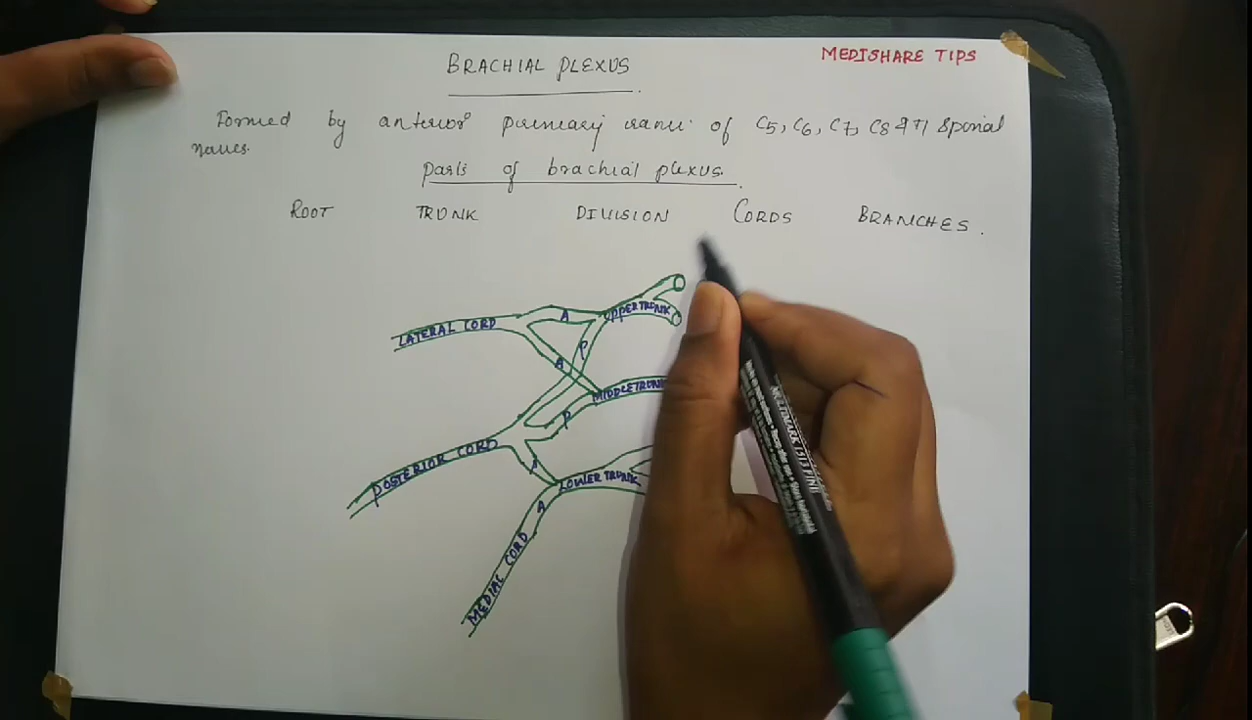 BRACHIAL PLEXUS
MEDISHARE TIPS
Formed by anterior primary rami of C5, C6, C7, C8 & T1 Spinal
nerves.
parts of brachial plexus.
ROOT TRUNK DIVISION CORDS BRANCHES.
LATERAL CORD A UPPER TRUNK
P
A
MIDDLE TRUNK
P
POSTERIOR CORD
A LOWER TRUNK
A
MEDIAL CORD